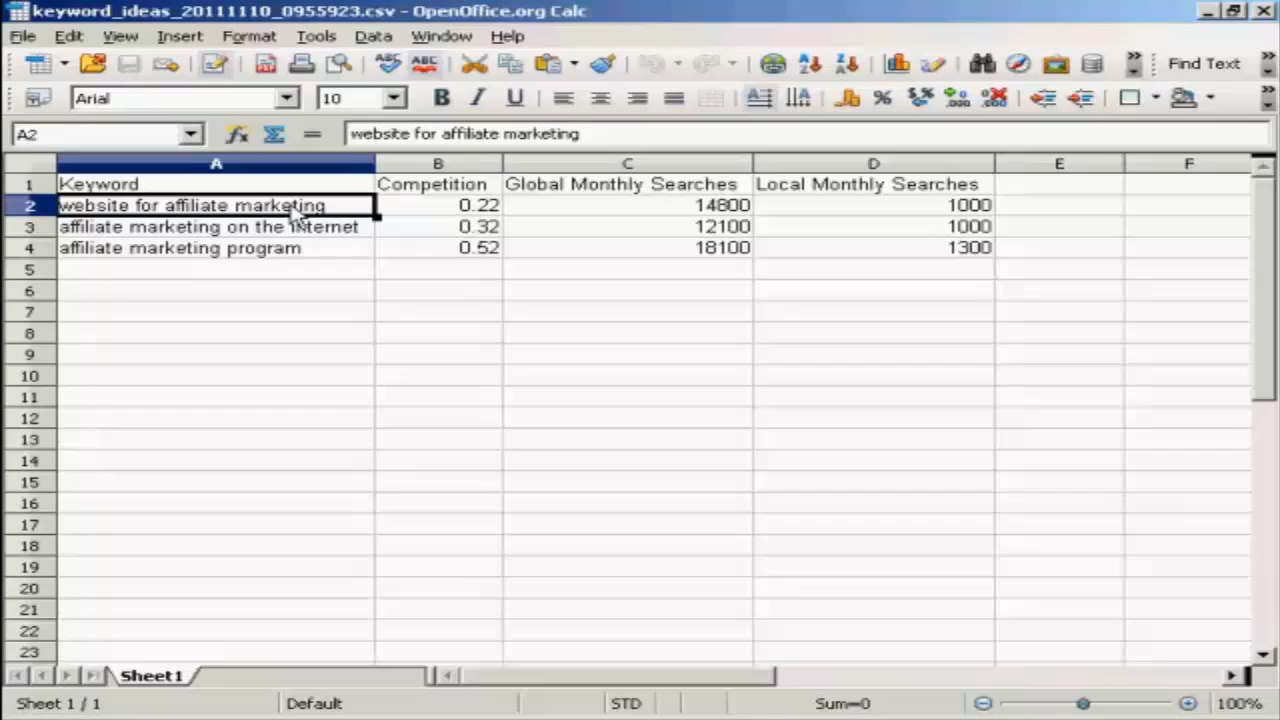 keyword_ideas_20111110_0955923.csv - OpenOffice.org Calc
File Edit View Insert Format Tools Data Window Help
Find Text
Arial 10
A2 website for affiliate marketing
A B C D E F
1 Keyword Competition Global Monthly Searches Local Monthly Searches
2 website for affiliate marketing 0.22 14800 1000
3 affiliate marketing on the internet 0.32 12100 1000
4 affiliate marketing program 0.52 18100 1300
5
6
7
8
9
10
11
12
13
14
15
16
17
18
19
20
21
22
23
Sheet1
Sheet 1 / 1 Default STD Sum=0 100%